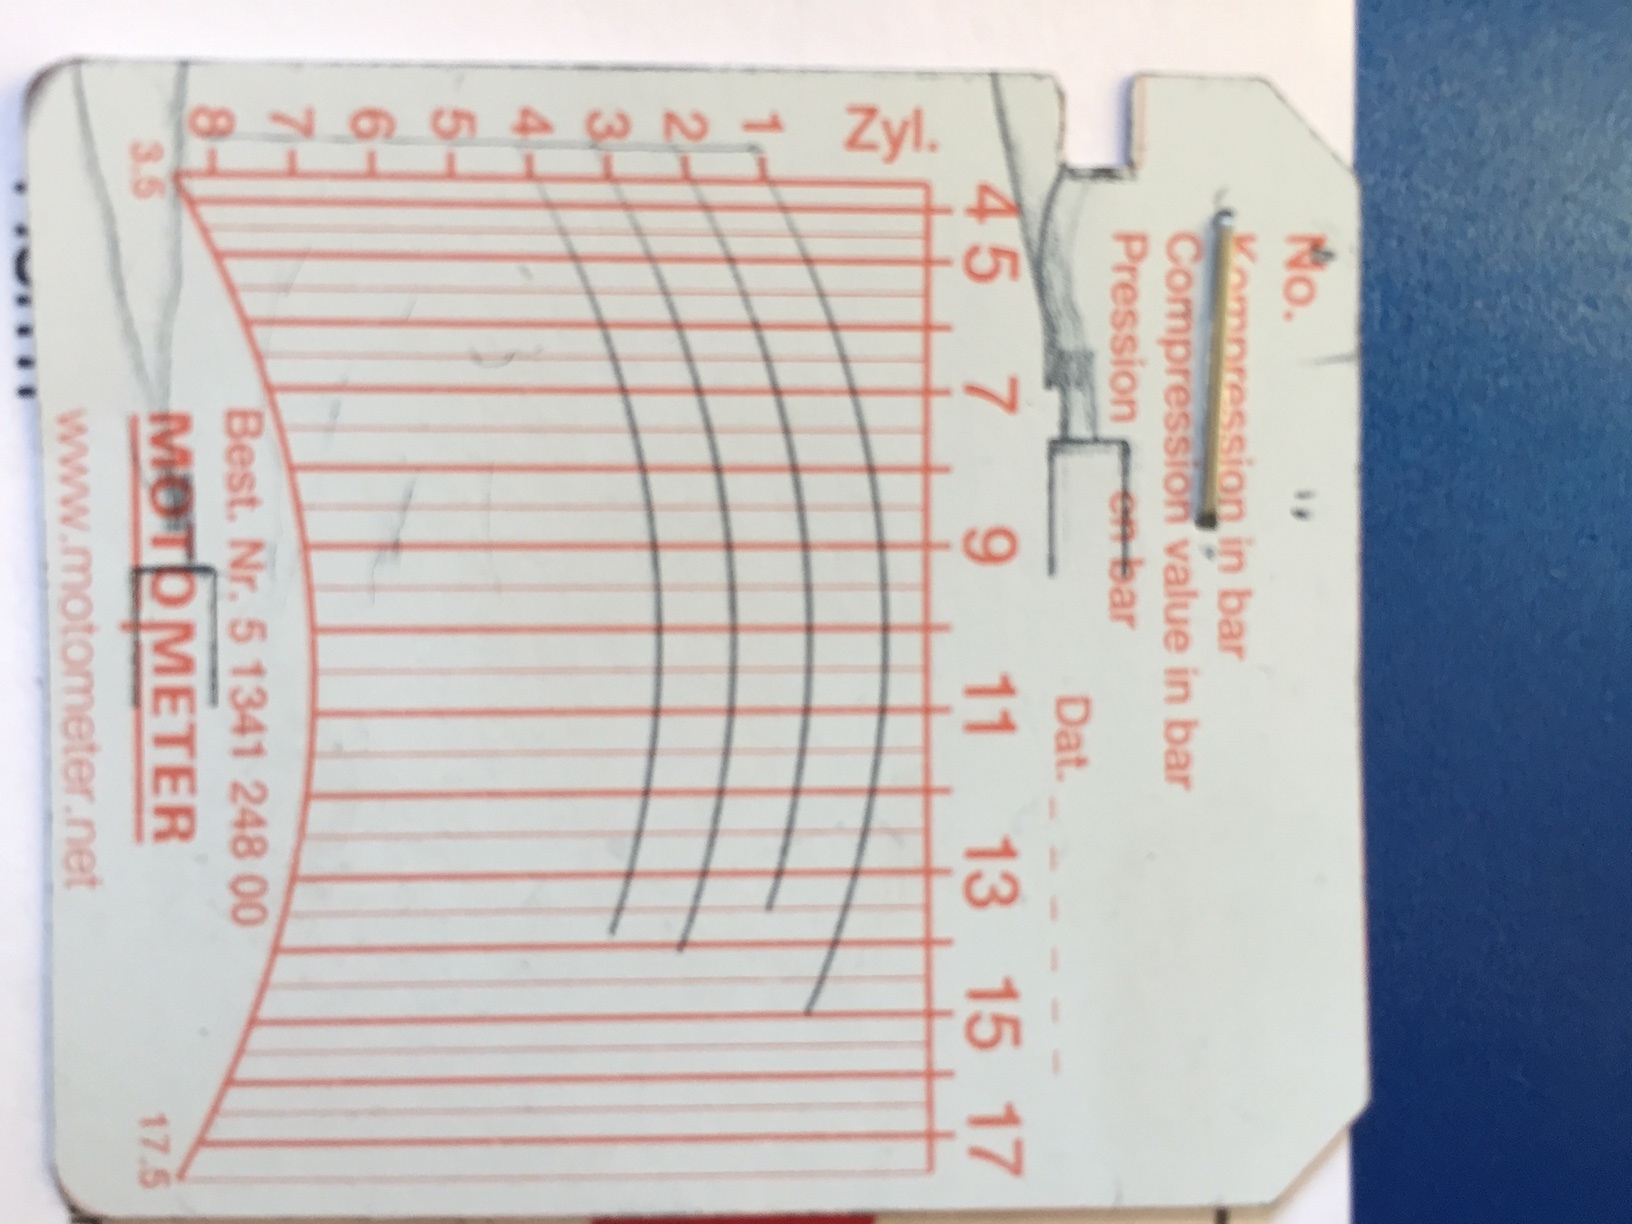 No.
Kompression in bar
Compression value in bar
Pression en bar
Dat.
Zyl.
4 5 7 9 11 13 15 17
1
2
3
4
5
6
7
8
3.5
17.5
Best. Nr. 5 1341 248 00
MOTOMETER
www.motometer.net